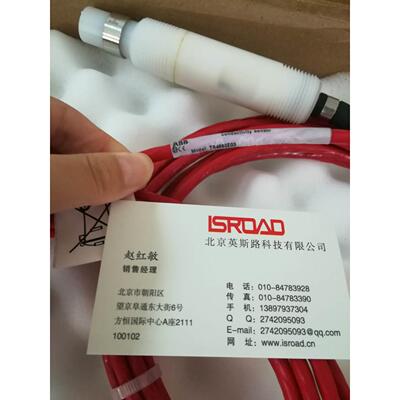 conductivity sensor
ABB
Model
ISROAD
北京英斯路科技有限公司
赵红敏
销售经理
北京市朝阳区
望京阜通东大街6号
方恒国际中心A座2111
100102
电 话：010-84783928
传 真：010-84783390
手 机：13897937304
Q Q：2742095093
E-mail：2742095093@qq.com
网 址：www.isroad.cn